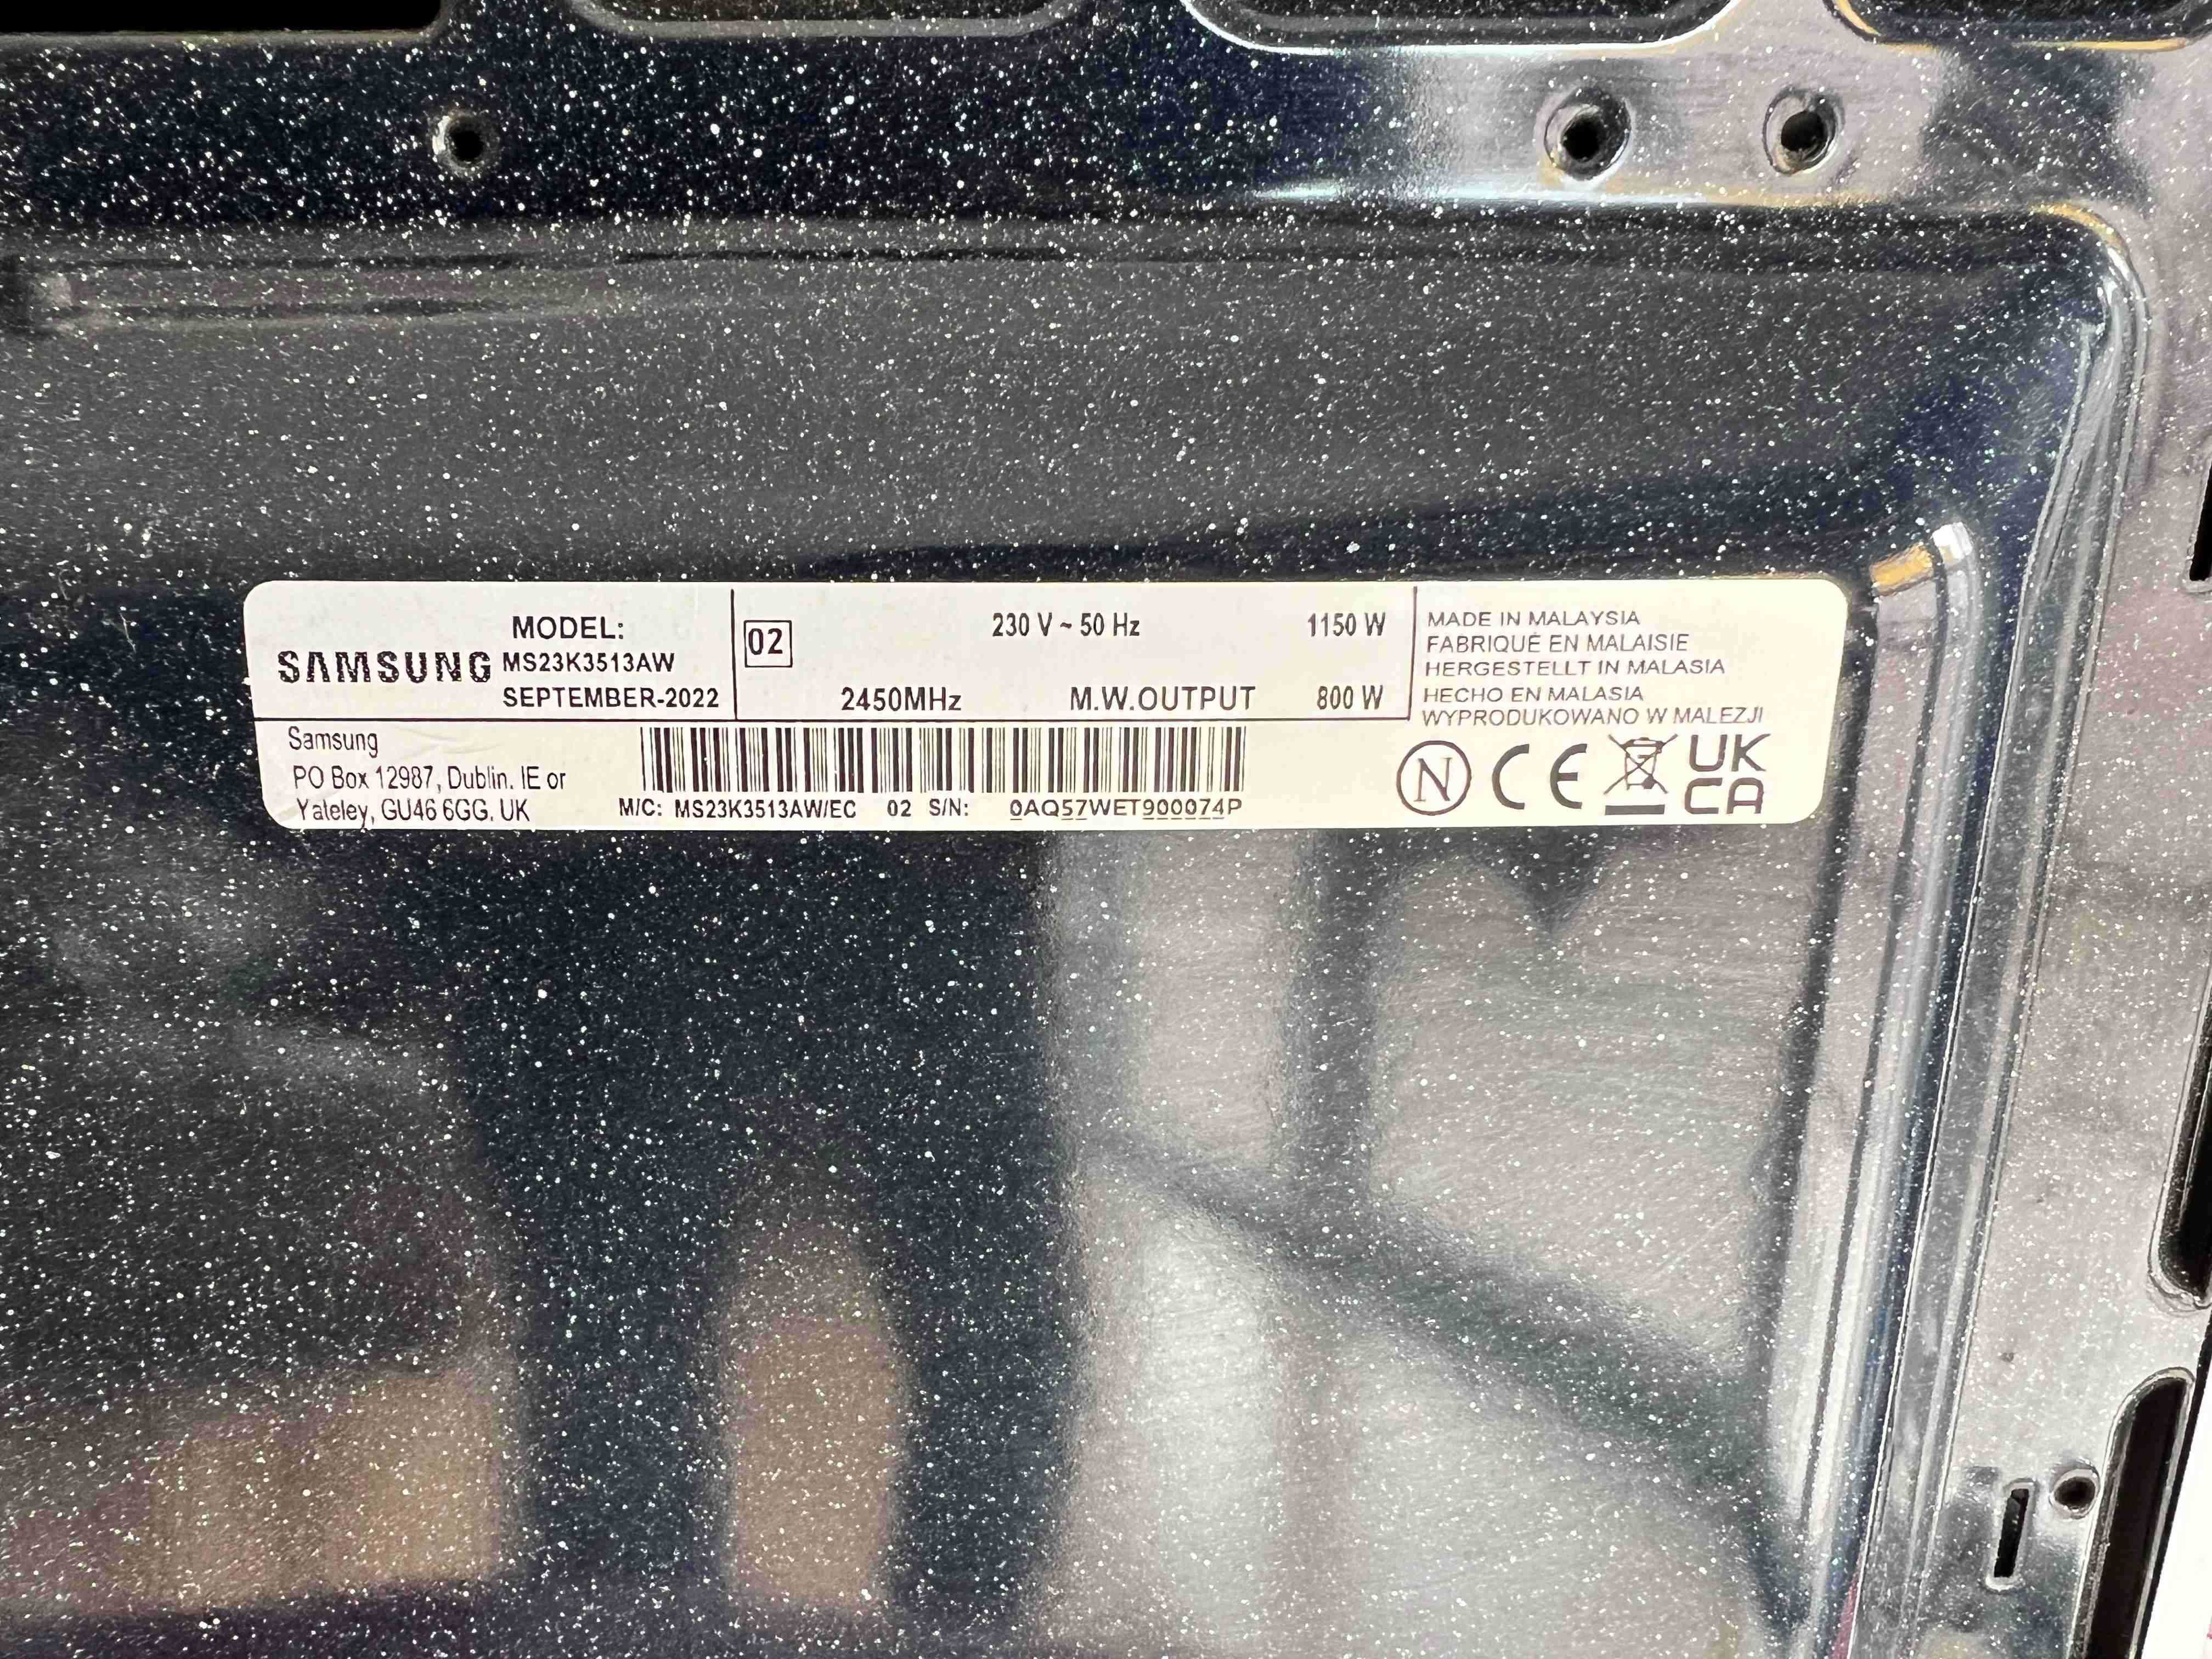 SAMSUNG
MODEL:
MS23K3513AW
SEPTEMBER-2022
02
230 V ~ 50 Hz 1150 W
2450MHz M.W.OUTPUT 800 W
MADE IN MALAYSIA
FABRIQUÉ EN MALAISIE
HERGESTELLT IN MALASIA
HECHO EN MALASIA
WYPRODUKOWANO W MALEZJI
Samsung
PO Box 12987, Dublin. IE or
Yateley, GU46 6GG. UK
M/C: MS23K3513AW/EC 02 S/N: 0AQ57WET900074P
N CE UK
CA